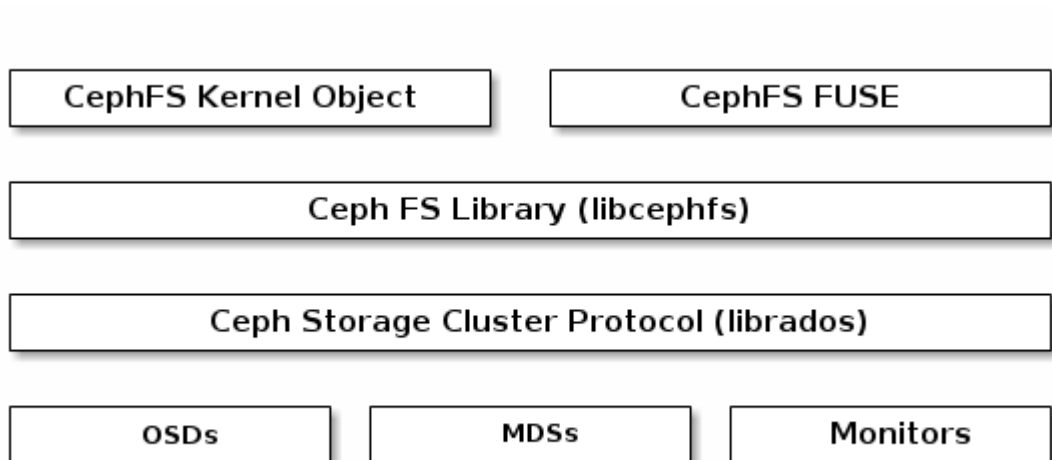 CephFS Kernel Object
CephFS FUSE
Ceph FS Library (libcephfs)
Ceph Storage Cluster Protocol (librados)
OSDs
MDSs
Monitors